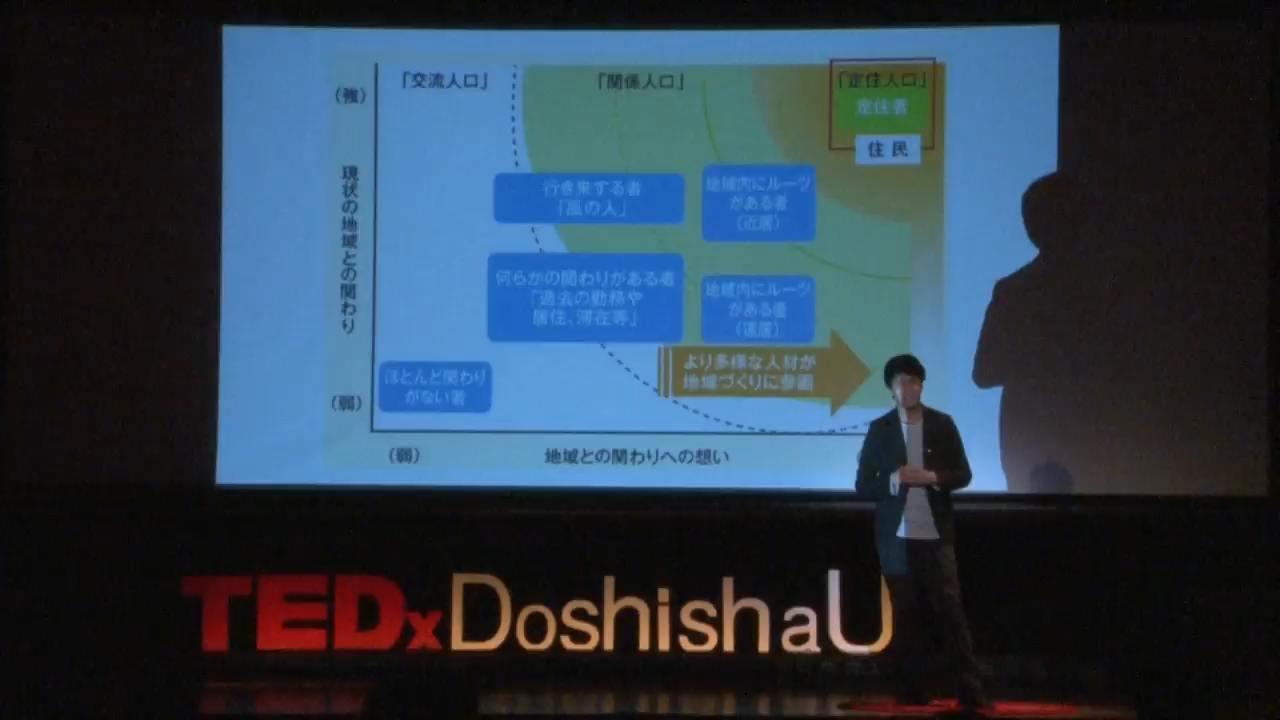 「交流人口」
「関係人口」
「定住人口」
定住者
住民
(強)
現状の地域との関わり
(弱)
行き来する者
「風の人」
地域内にルーツ
がある者
(近居)
何らかの関わりがある者
「過去の勤務や
居住、滞在等」
地域内にルーツ
がある者
(遠居)
ほとんど関わり
がない者
より多様な人材が
地域づくりに参画
(弱)
地域との関わりへの想い
TEDxDoshishaU